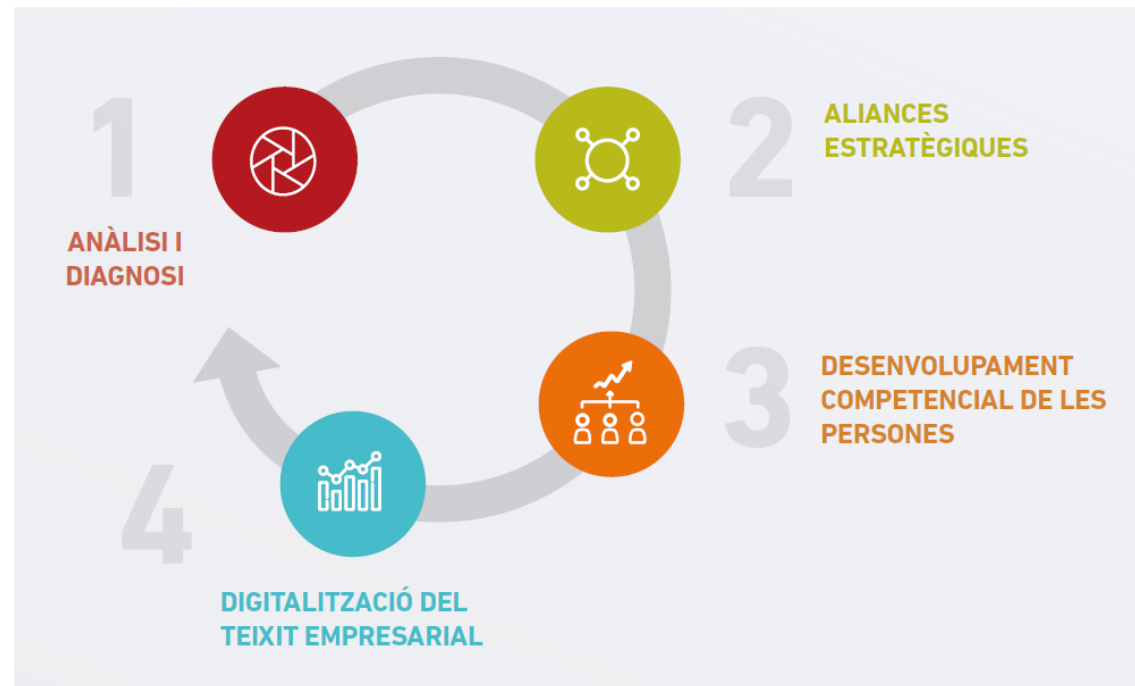 1
ANÀLISI I
DIAGNOSI
2
ALIANCES
ESTRATÈGIQUES
3
DESENVOLUPAMENT
COMPETENCIAL DE LES
PERSONES
4
DIGITALITZACIÓ DEL
TEIXIT EMPRESARIAL